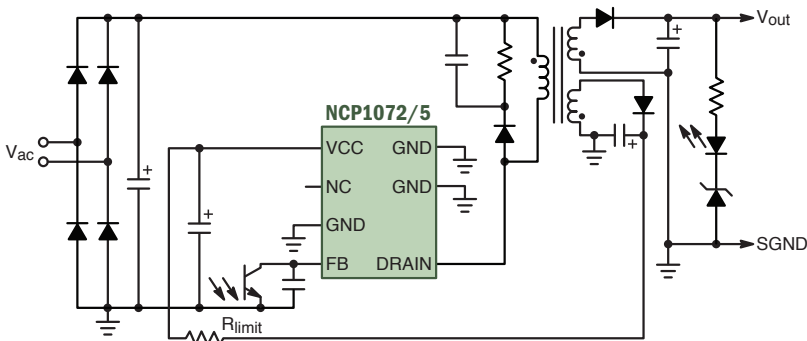 Vout
NCP1072/5
VCC
GND
NC
GND
GND
FB
DRAIN
Vac
SGND
Rlimit
+
+
+
+